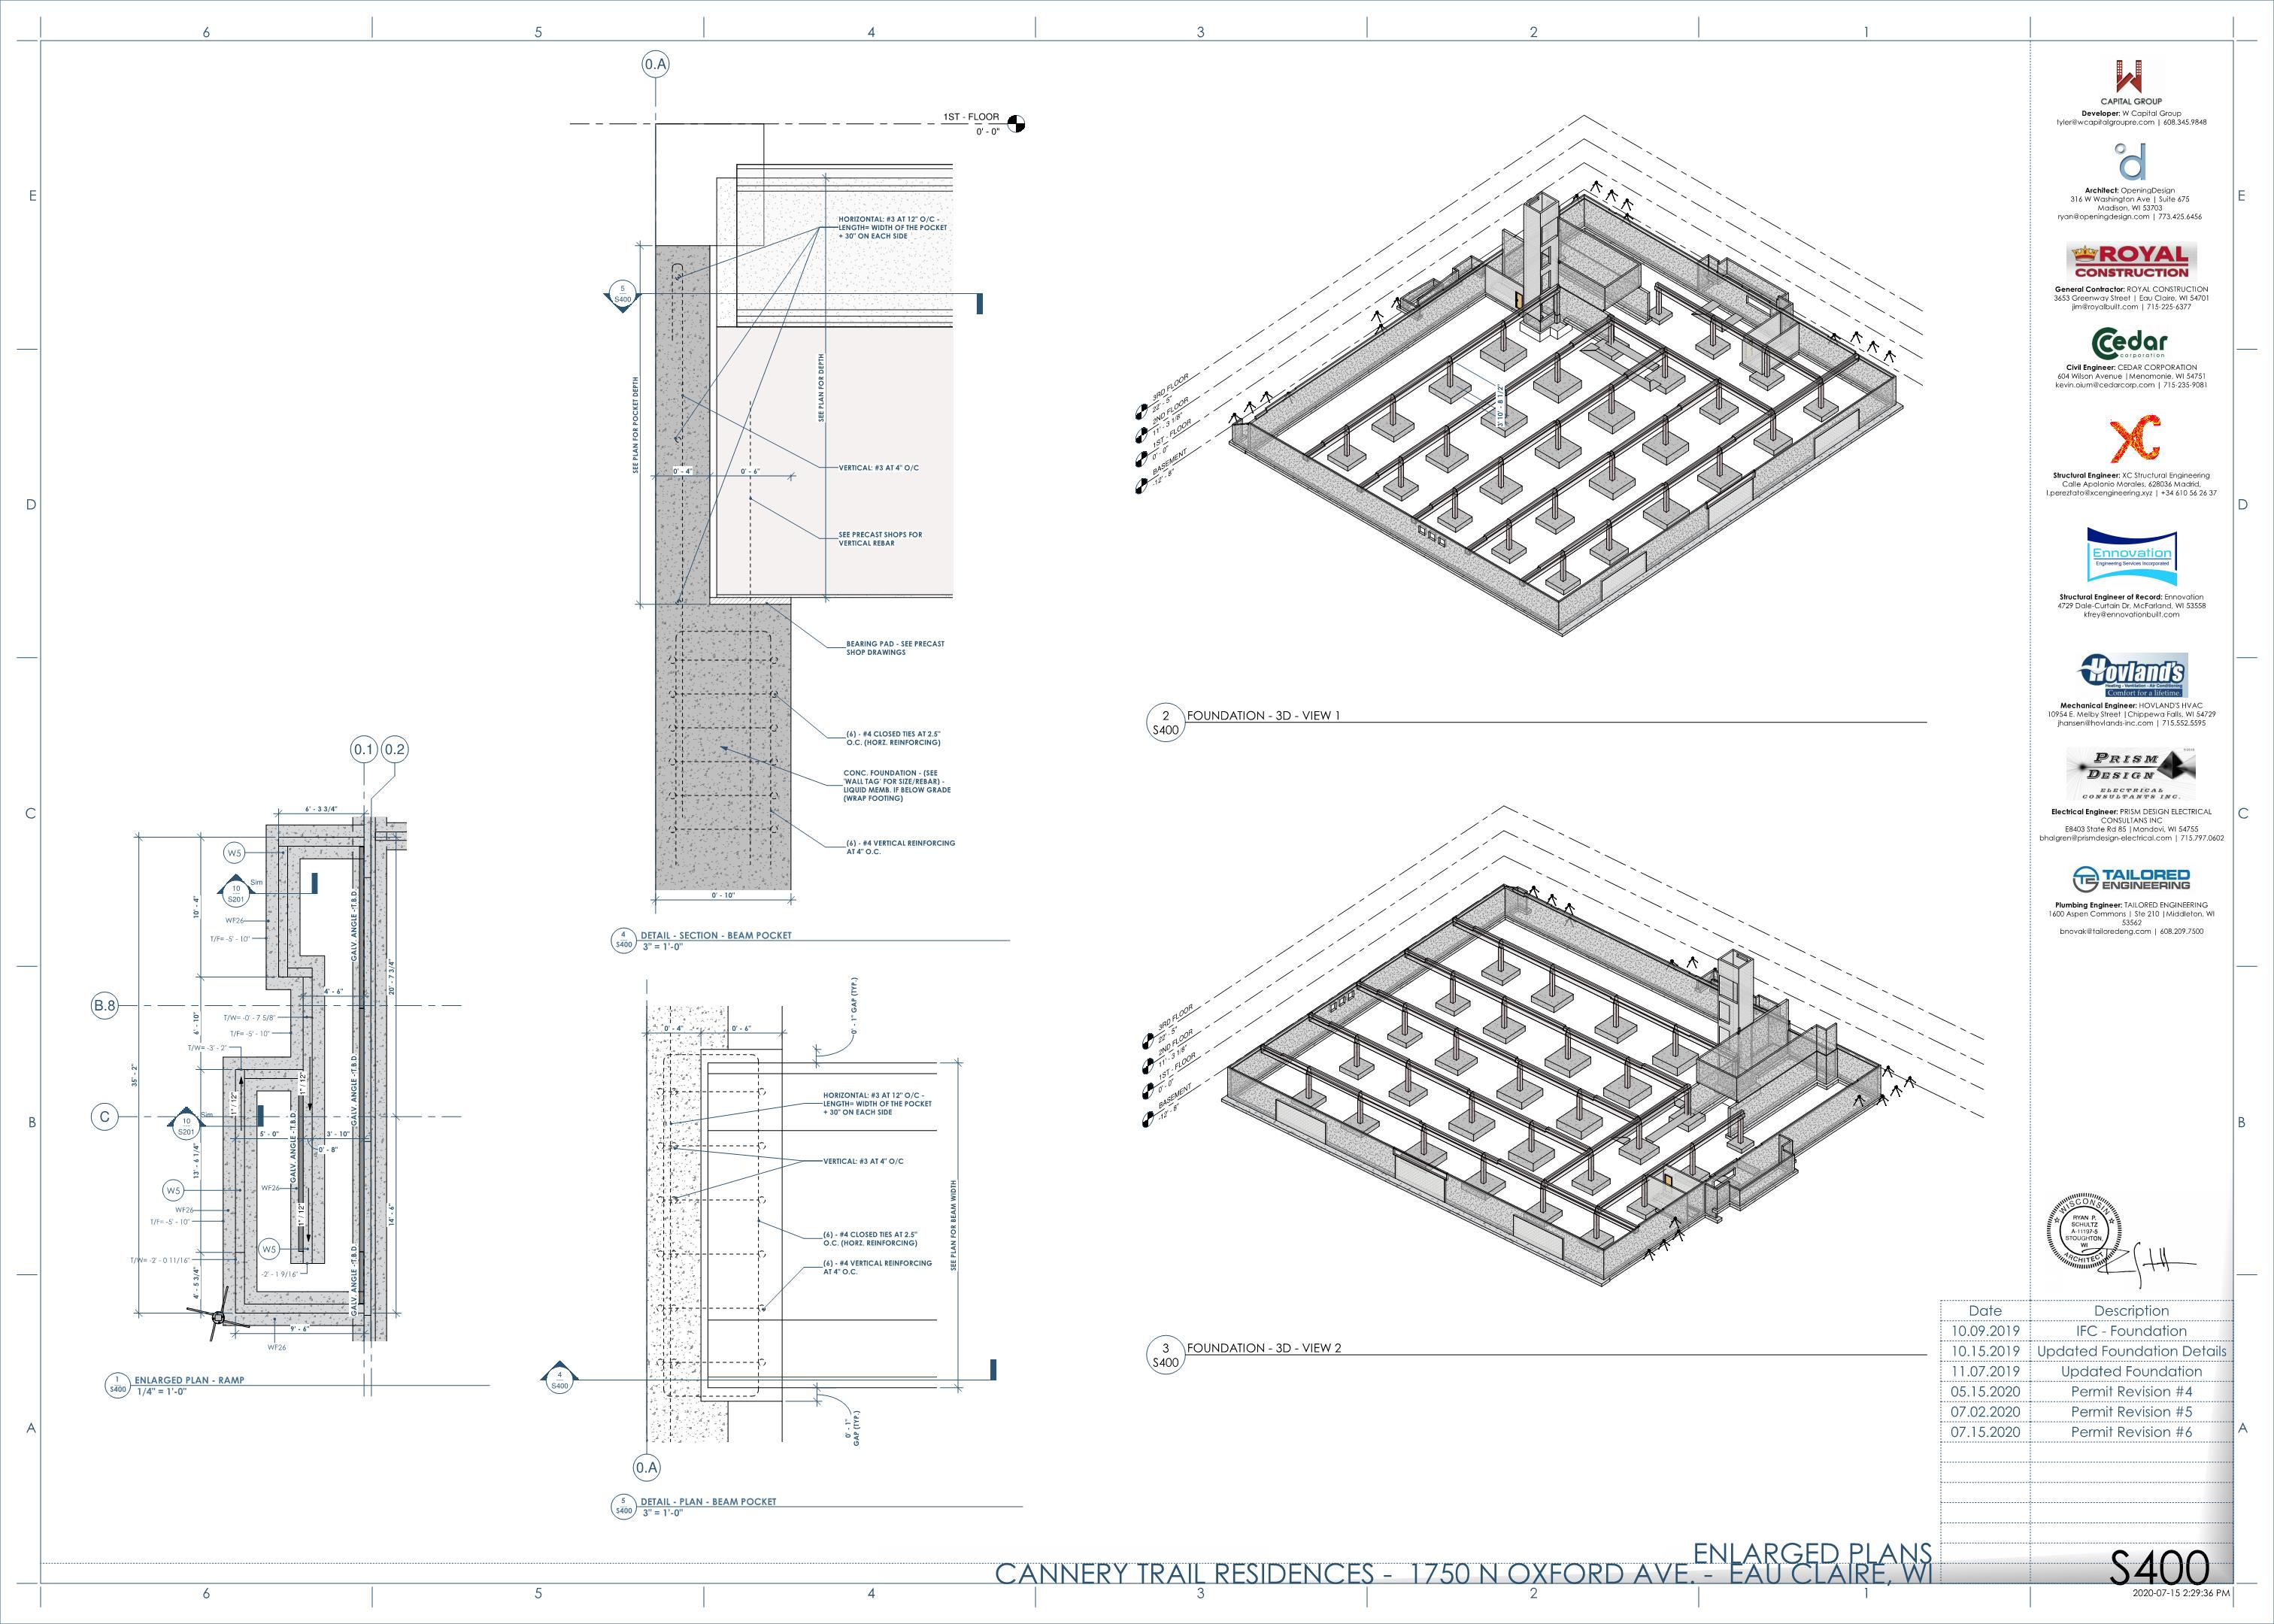 6
5
4
3
2
1
E
D
C
B
A
0.A
1ST - FLOOR
0' - 0"
HORIZONTAL: #3 AT 12" O/C -
LENGTH= WIDTH OF THE POCKET
+ 30" ON EACH SIDE
5
S400
SEE PLAN FOR POCKET DEPTH
SEE PLAN FOR DEPTH
0' - 4"
0' - 6"
VERTICAL: #3 AT 4" O/C
SEE PRECAST SHOPS FOR
VERTICAL REBAR
BEARING PAD - SEE PRECAST
SHOP DRAWINGS
(6) - #4 CLOSED TIES AT 2.5"
O.C. (HORZ. REINFORCING)
CONC. FOUNDATION - (SEE
'WALL TAG' FOR SIZE/REBAR) -
LIQUID MEMB. IF BELOW GRADE
(WRAP FOOTING)
(6) - #4 VERTICAL REINFORCING
AT 4" O.C.
0' - 10"
4
S400
DETAIL - SECTION - BEAM POCKET
3" = 1'-0"
0.1
0.2
6' - 3 3/4"
W5
10
S201
Sim
WF26
T/F= -5' - 10"
10' - 4"
GALV. ANGLE -T.B.D.
20' - 7 3/4"
B.8
4' - 6"
T/W= -0' - 7 5/8"
T/F= -5' - 10"
6' - 10"
T/W= -3' - 2"
35' - 2"
1" / 12"
1" / 12"
GALV. ANGLE -T.B.D.
C
10
S201
Sim
5' - 0"
3' - 10"
0' - 8"
GALV. ANGLE -T.B.D.
13' - 6 1/4"
W5
WF26
WF26
T/F= -5' - 10"
1" / 12"
14' - 6"
W5
T/W= -2' - 0 11/16"
-2' - 1 9/16"
4' - 5 3/4"
GALV. ANGLE -T.B.D.
9' - 6"
WF26
1
S400
ENLARGED PLAN - RAMP
1/4" = 1'-0"
0' - 4"
0' - 6"
0' - 1" GAP (TYP.)
HORIZONTAL: #3 AT 12" O/C -
LENGTH= WIDTH OF THE POCKET
+ 30" ON EACH SIDE
VERTICAL: #3 AT 4" O/C
(6) - #4 CLOSED TIES AT 2.5"
O.C. (HORZ. REINFORCING)
(6) - #4 VERTICAL REINFORCING
AT 4" O.C.
SEE PLAN FOR BEAM WIDTH
4
S400
0' - 1"
GAP (TYP.)
0.A
5
S400
DETAIL - PLAN - BEAM POCKET
3" = 1'-0"
3RD FLOOR
22' - 5"
2ND FLOOR
11' - 3 1/8"
1ST - FLOOR
0' - 0"
BASEMENT
-12' - 8"
2
S400
FOUNDATION - 3D - VIEW 1
3RD FLOOR
22' - 5"
2ND FLOOR
11' - 3 1/8"
1ST - FLOOR
0' - 0"
BASEMENT
-12' - 8"
3
S400
FOUNDATION - 3D - VIEW 2
CAPITAL GROUP
Developer: W Capital Group
tyler@wcapitalgroupre.com | 608.345.9848
Architect: OpeningDesign
316 W Washington Ave | Suite 675
Madison, WI 53703
ryan@openingdesign.com | 773.425.6456
ROYAL
CONSTRUCTION
General Contractor: ROYAL CONSTRUCTION
3653 Greenway Street | Eau Claire, WI 54701
jim@royalbuilt.com | 715-225-6377
Cedar
corporation
Civil Engineer: CEDAR CORPORATION
604 Wilson Avenue |Menomonie, WI 54751
kevin.oium@cedarcorp.com | 715-235-9081
XC
Structural Engineer: XC Structural Engineering
Calle Apolonio Morales, 628036 Madrid,
l.pereztato@xcengineering.xyz | +34 610 56 26 37
Ennovation
Engineering Services Incorporated
Structural Engineer of Record: Ennovation
4729 Dale-Curtain Dr, McFarland, WI 53558
kfrey@ennovationbuilt.com
Hovland's
Heating - Ventilation - Air Conditioning
Comfort for a lifetime.
Mechanical Engineer: HOVLAND'S HVAC
10954 E. Melby Street |Chippewa Falls, WI 54729
jhansen@hovlands-inc.com | 715.552.5595
PRISM
DESIGN
ELECTRICAL
CONSULTANTS INC.
Electrical Engineer: PRISM DESIGN ELECTRICAL
CONSULTANS INC
E8403 State Rd 85 |Mondovi, WI 54755
bhalgren@prismdesign-electrical.com | 715.797.0602
TE TAILORED
ENGINEERING
Plumbing Engineer: TAILORED ENGINEERING
1600 Aspen Commons | Ste 210 |Middleton, WI
53562
bnovak@tailoredeng.com | 608.209.7500
WISCONSIN
RYAN P.
SCHULTZ
A-11197-5
STOUGHTON,
WI
ARCHITECT
Date Description
10.09.2019 IFC - Foundation
10.15.2019 Updated Foundation Details
11.07.2019 Updated Foundation
05.15.2020 Permit Revision #4
07.02.2020 Permit Revision #5
07.15.2020 Permit Revision #6
ENLARGED PLANS
CANNERY TRAIL RESIDENCES - 1750 N OXFORD AVE. - EAU CLAIRE, WI
S400
2020-07-15 2:29:36 PM
6
5
4
3
2
1
E
D
C
B
A